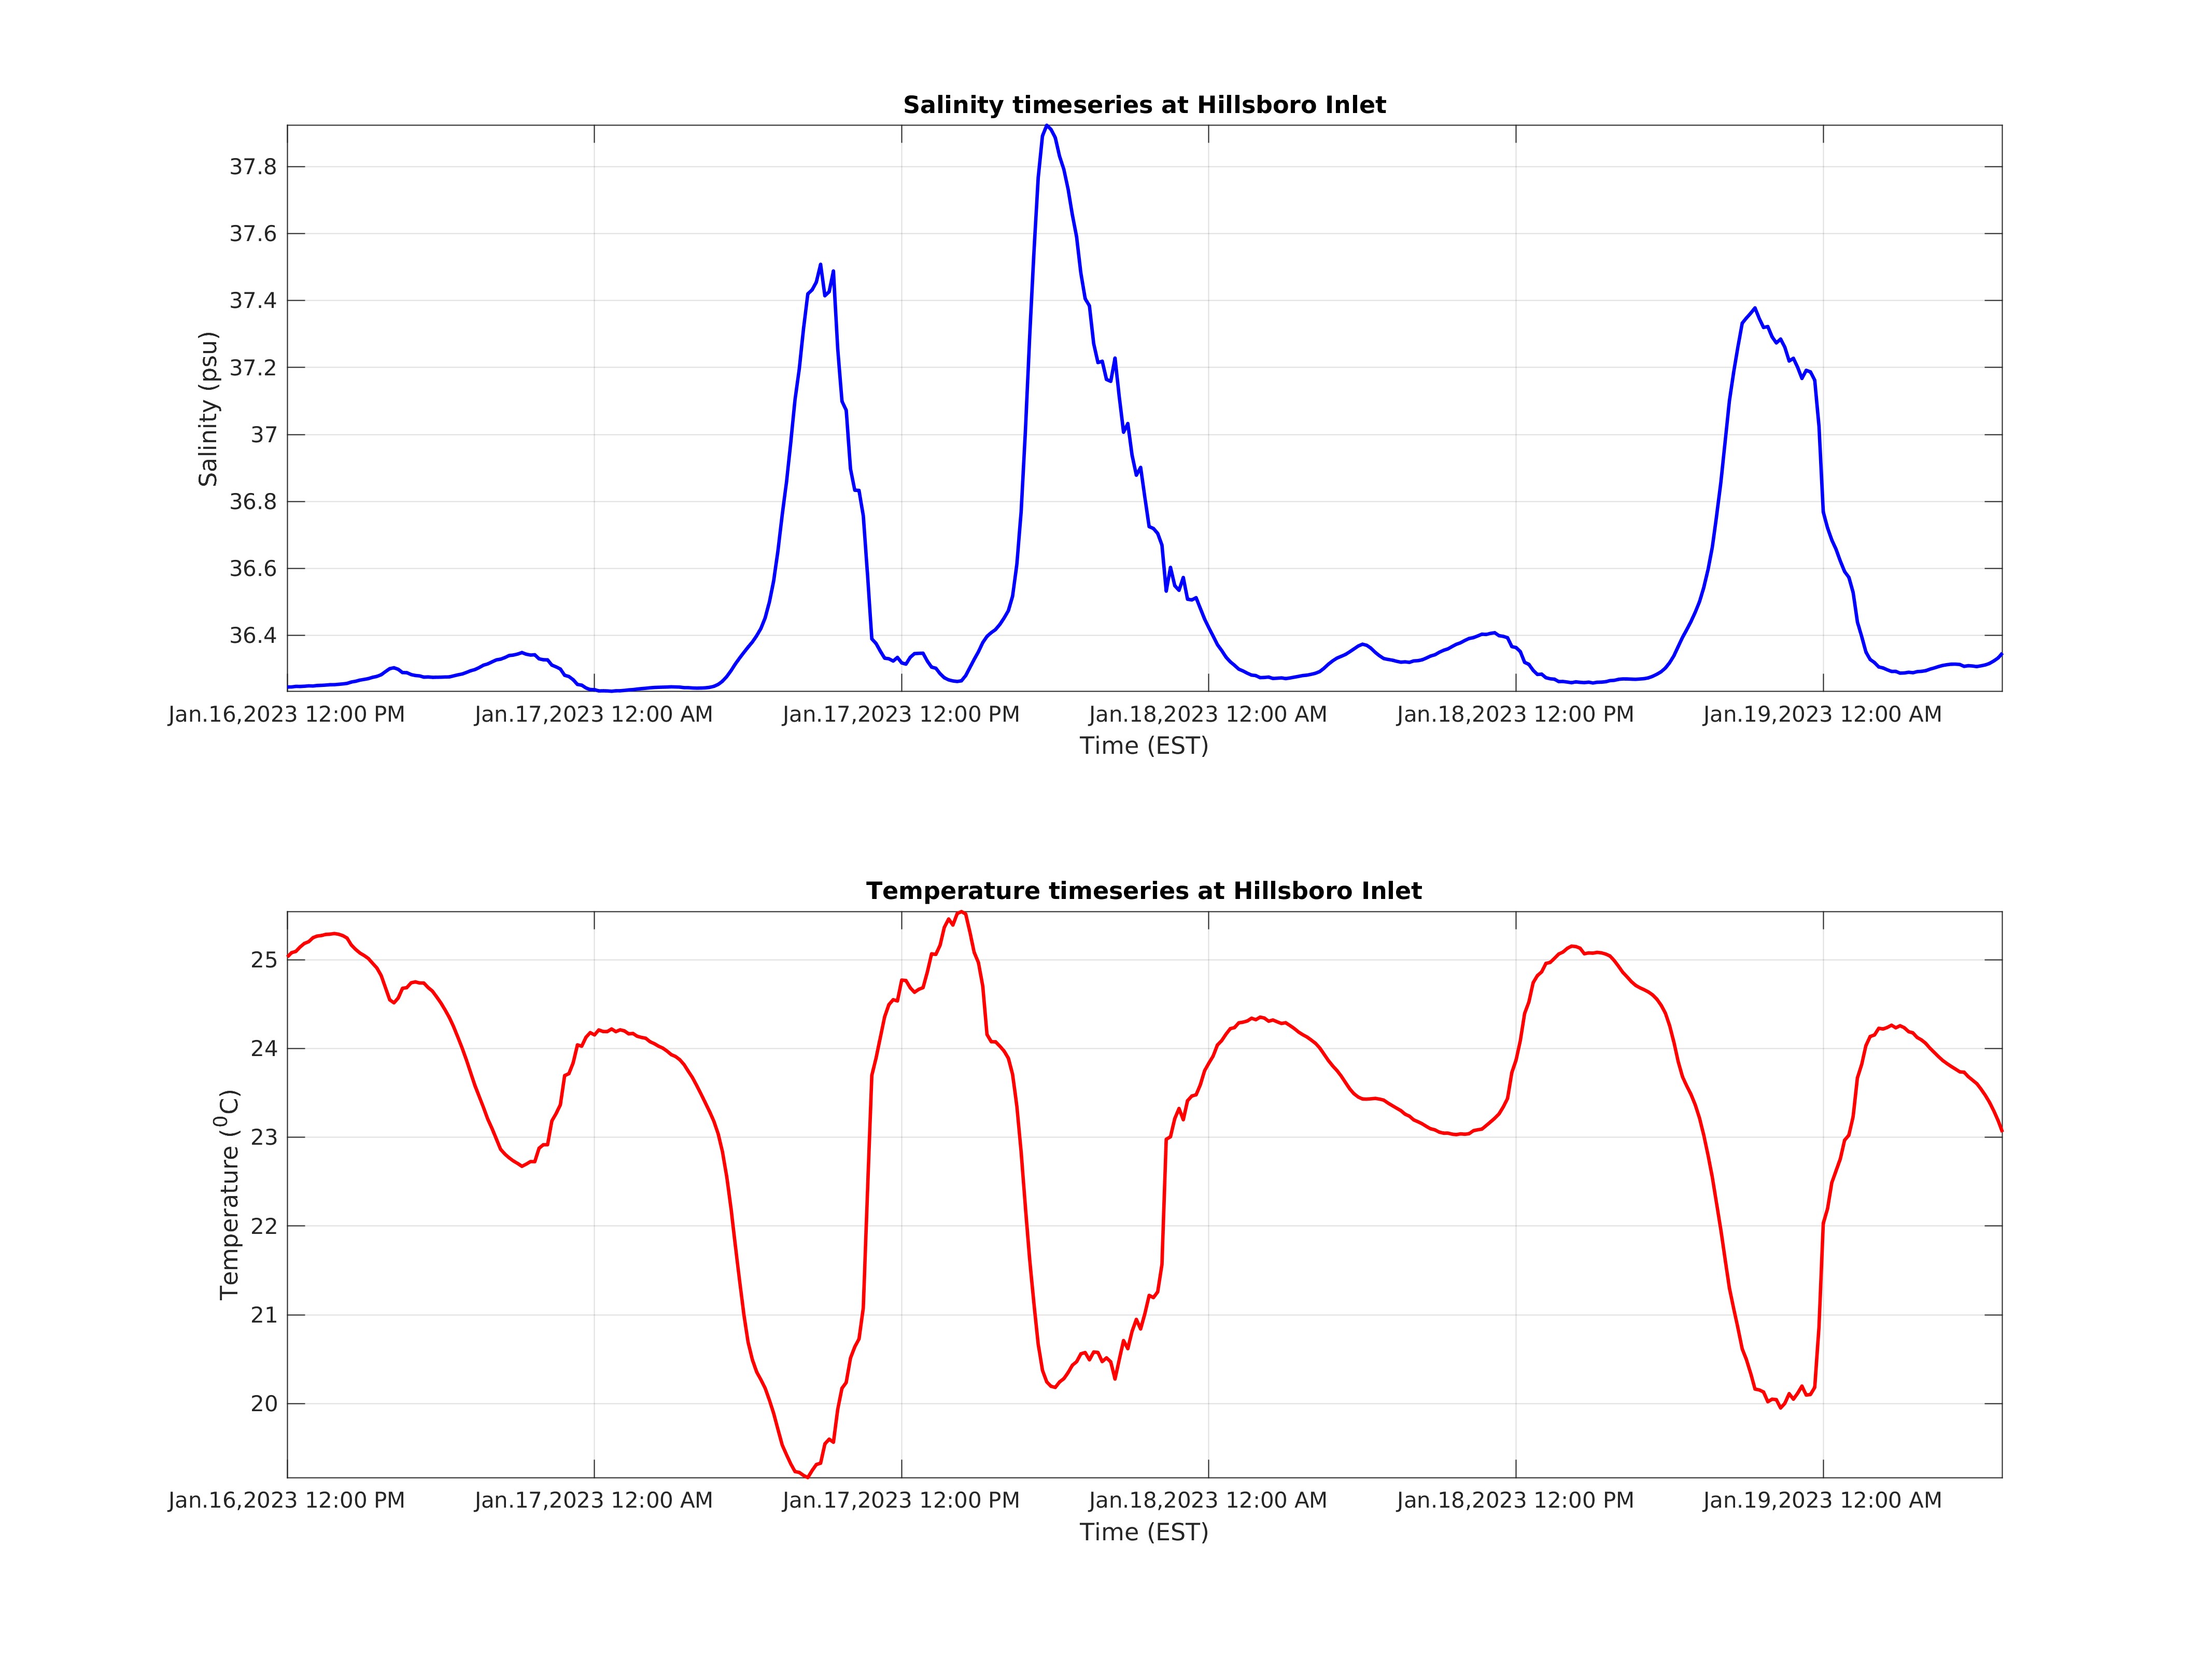 Salinity timeseries at Hillsboro Inlet
37.8
37.6
37.4
37.2
37
36.8
36.6
36.4
Salinity (psu)
Jan.16,2023 12:00 PM Jan.17,2023 12:00 AM Jan.17,2023 12:00 PM Jan.18,2023 12:00 AM Jan.18,2023 12:00 PM Jan.19,2023 12:00 AM
Time (EST)
Temperature timeseries at Hillsboro Inlet
25
24
23
22
21
20
Temperature (⁰C)
Jan.16,2023 12:00 PM Jan.17,2023 12:00 AM Jan.17,2023 12:00 PM Jan.18,2023 12:00 AM Jan.18,2023 12:00 PM Jan.19,2023 12:00 AM
Time (EST)